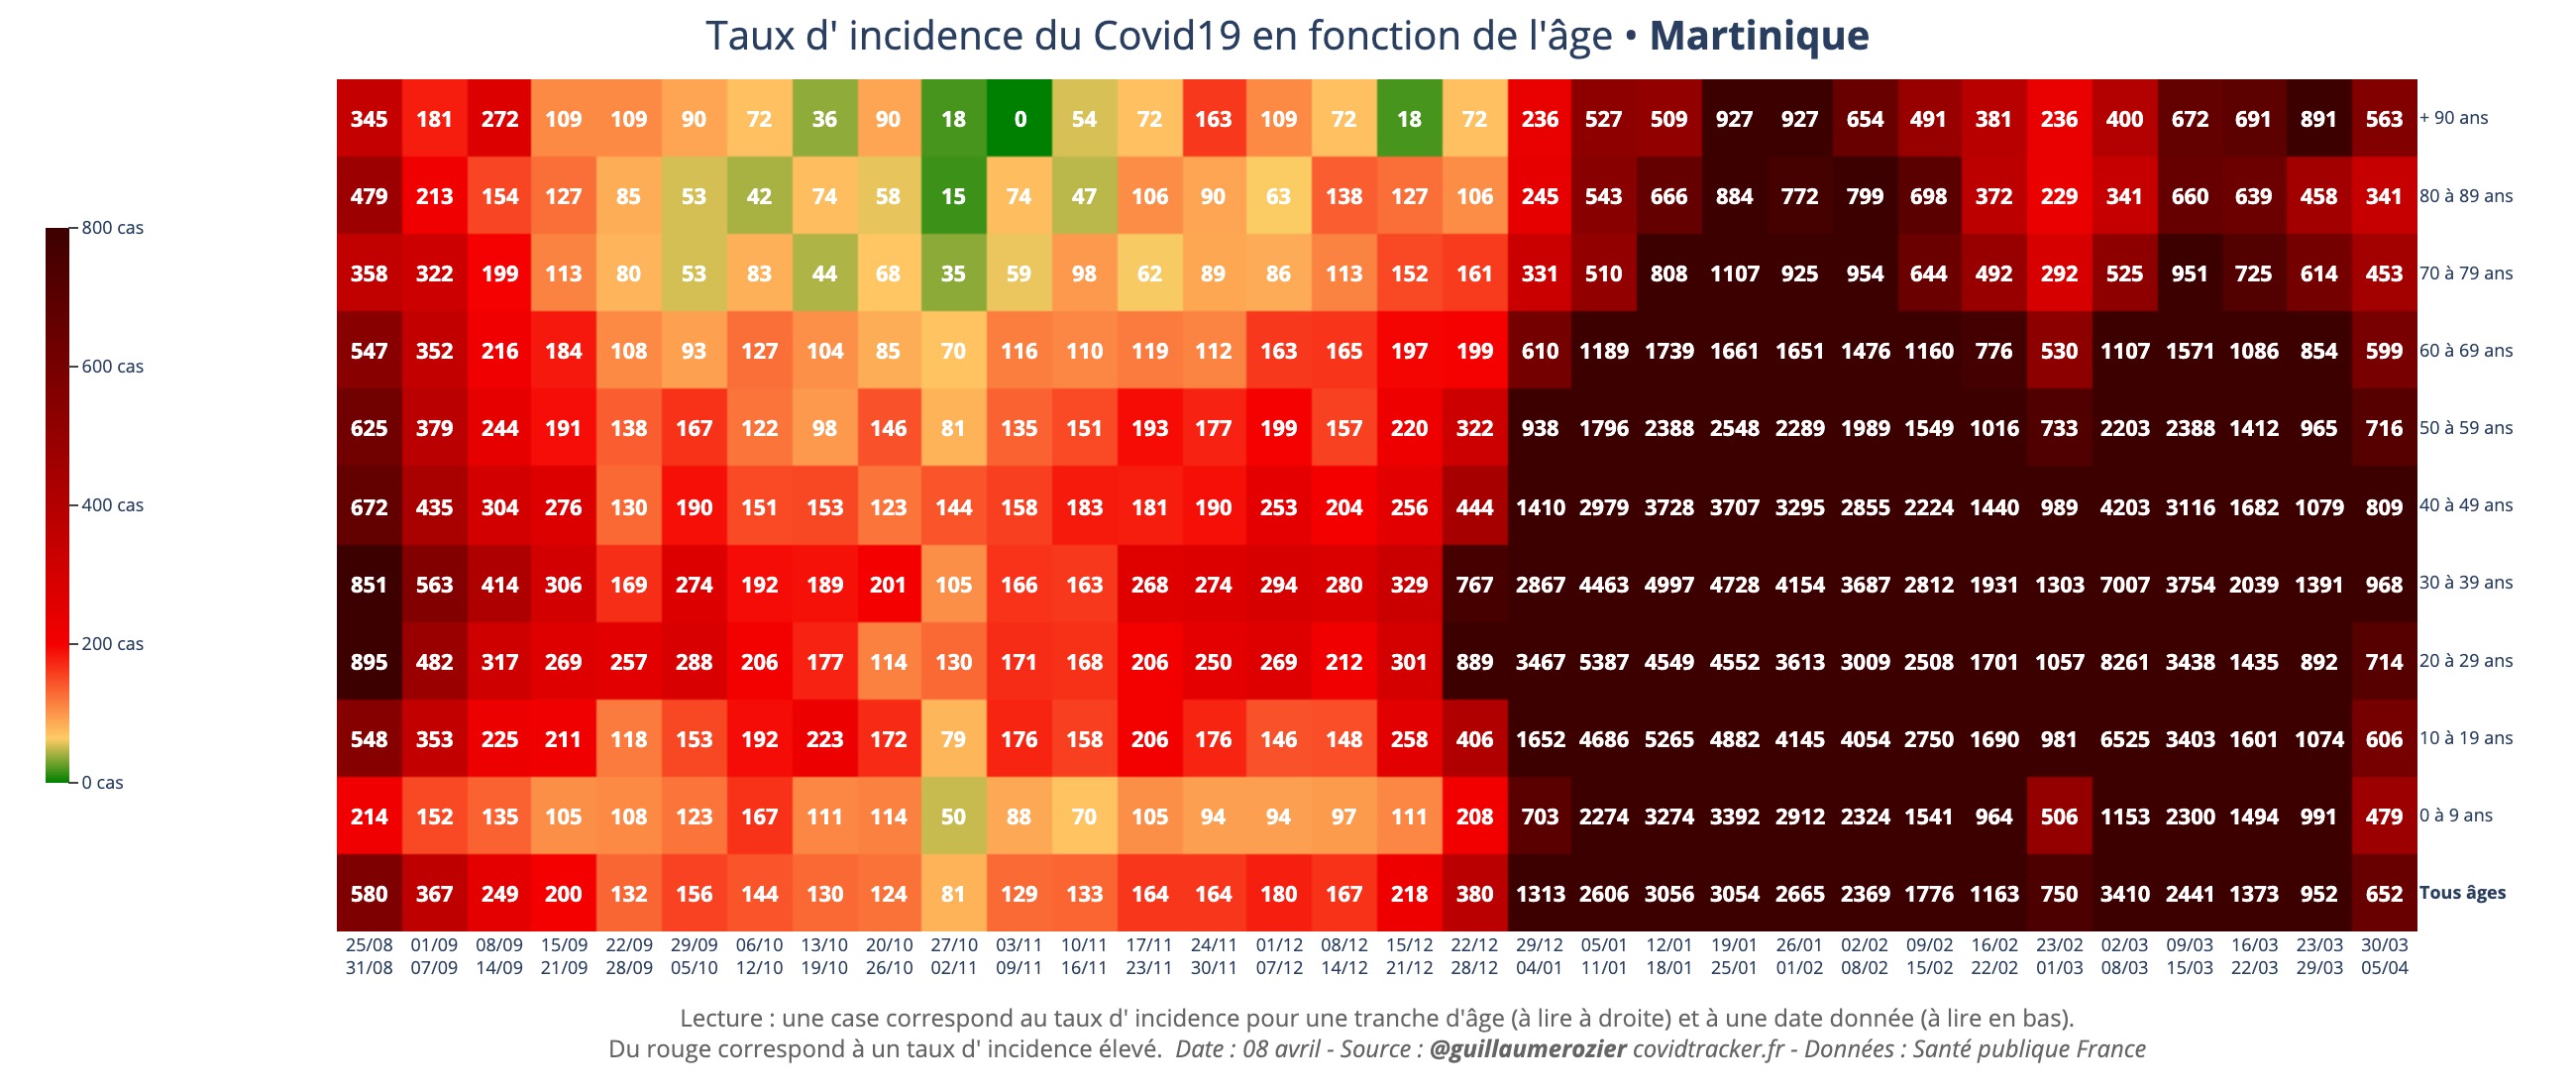 Taux d' incidence du Covid19 en fonction de l'âge • Martinique
800 cas
600 cas
400 cas
200 cas
0 cas
345 181 272 109 109 90 72 36 90 18 0 54 72 163 109 72 18 72 236 527 509 927 927 654 491 381 236 400 672 691 891 563 + 90 ans
479 213 154 127 85 53 42 74 58 15 74 47 106 90 63 138 127 106 245 543 666 884 772 799 698 372 229 341 660 639 458 341 80 à 89 ans
358 322 199 113 80 53 83 44 68 35 59 98 62 89 86 113 152 161 331 510 808 1107 925 954 644 492 292 525 951 725 614 453 70 à 79 ans
547 352 216 184 108 93 127 104 85 70 116 110 119 112 163 165 197 199 610 1189 1739 1661 1651 1476 1160 776 530 1107 1571 1086 854 599 60 à 69 ans
625 379 244 191 138 167 122 98 146 81 135 151 193 177 199 157 220 322 938 1796 2388 2548 2289 1989 1549 1016 733 2203 2388 1412 965 716 50 à 59 ans
672 435 304 276 130 190 151 153 123 144 158 183 181 190 253 204 256 444 1410 2979 3728 3707 3295 2855 2224 1440 989 4203 3116 1682 1079 809 40 à 49 ans
851 563 414 306 169 274 192 189 201 105 166 163 268 274 294 280 329 767 2867 4463 4997 4728 4154 3687 2812 1931 1303 7007 3754 2039 1391 968 30 à 39 ans
895 482 317 269 257 288 206 177 114 130 171 168 206 250 269 212 301 889 3467 5387 4549 4552 3613 3009 2508 1701 1057 8261 3438 1435 892 714 20 à 29 ans
548 353 225 211 118 153 192 223 172 79 176 158 206 176 146 148 258 406 1652 4686 5265 4882 4145 4054 2750 1690 981 6525 3403 1601 1074 606 10 à 19 ans
214 152 135 105 108 123 167 111 114 50 88 70 105 94 94 97 111 208 703 2274 3274 3392 2912 2324 1541 964 506 1153 2300 1494 991 479 0 à 9 ans
580 367 249 200 132 156 144 130 124 81 129 133 164 164 180 167 218 380 1313 2606 3056 3054 2665 2369 1776 1163 750 3410 2441 1373 952 652 Tous âges
25/08 01/09 08/09 15/09 22/09 29/09 06/10 13/10 20/10 27/10 03/11 10/11 17/11 24/11 01/12 08/12 15/12 22/12 29/12 05/01 12/01 19/01 26/01 02/02 09/02 16/02 23/02 02/03 09/03 16/03 23/03 30/03
31/08 07/09 14/09 21/09 28/09 05/10 12/10 19/10 26/10 02/11 09/11 16/11 23/11 30/11 07/12 14/12 21/12 28/12 04/01 11/01 18/01 25/01 01/02 08/02 15/02 22/02 01/03 08/03 15/03 22/03 29/03 05/04
Lecture : une case correspond au taux d' incidence pour une tranche d'âge (à lire à droite) et à une date donnée (à lire en bas).
Du rouge correspond à un taux d' incidence élevé. Date : 08 avril - Source : @guillaumerozier covidtracker.fr - Données : Santé publique France